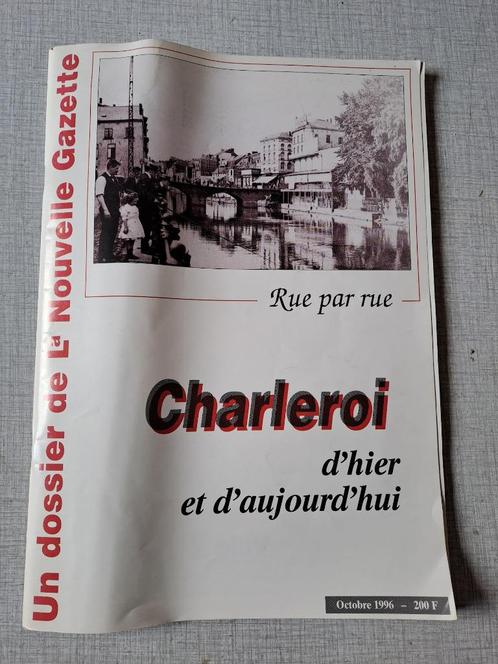 Un dossier de La Nouvelle Gazette
Rue par rue
Charleroi
d'hier
et d'aujourd'hui
Octobre 1996 – 200 F